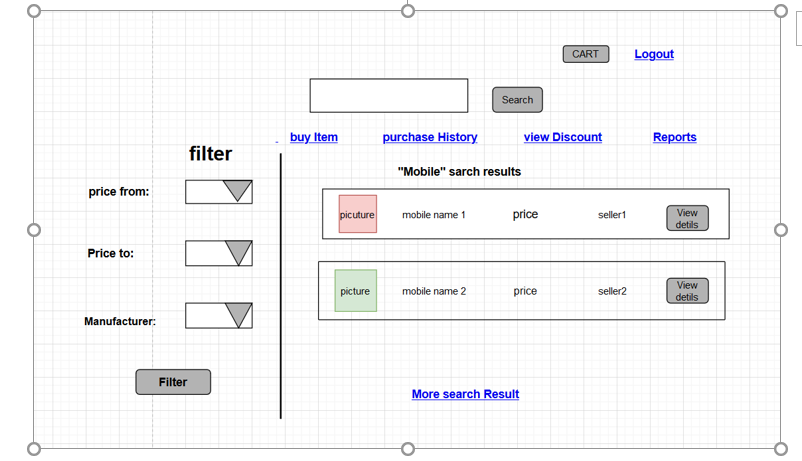 CART
Logout
Search
buy Item
purchase History
view Discount
Reports
filter
"Mobile" sarch results
price from:
picuture
mobile name 1
price
seller1
View
detils
Price to:
picture
mobile name 2
price
seller2
View
detils
Manufacturer:
Filter
More search Result